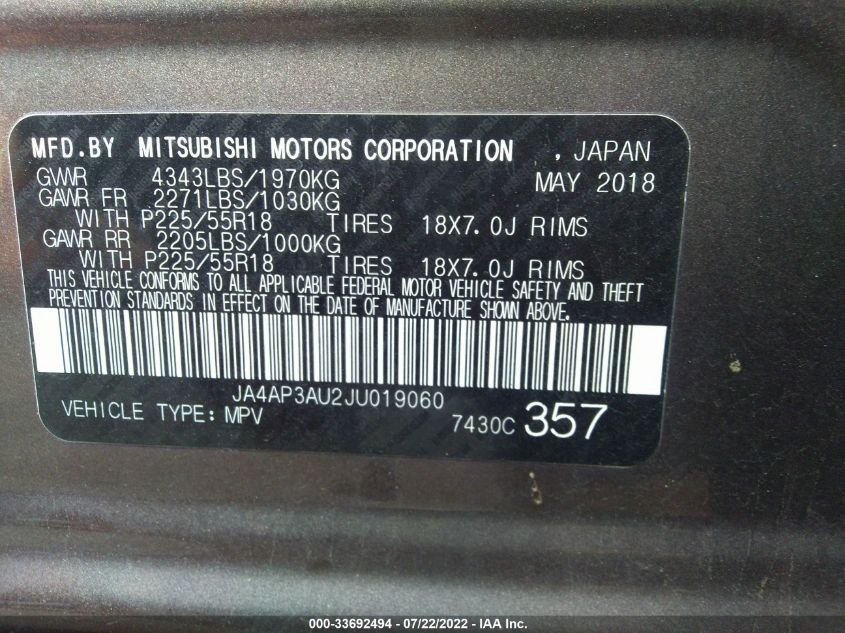 MFD.BY MITSUBISHI MOTORS CORPORATION , JAPAN
GVWR 4343LBS/1970KG MAY 2018
GAWR FR 2271LBS/1030KG
WITH P225/55R18 TIRES 18X7.0J RIMS
GAWR RR 2205LBS/1000KG
WITH P225/55R18 TIRES 18X7.0J RIMS
THIS VEHICLE CONFORMS TO ALL APPLICABLE FEDERAL MOTOR VEHICLE SAFETY AND THEFT
PREVENTION STANDARDS IN EFFECT ON THE DATE OF MANUFACTURE SHOWN ABOVE.
JA4AP3AU2JU019060
VEHICLE TYPE: MPV 7430C 357
000-33692494 - 07/22/2022 - IAA Inc.